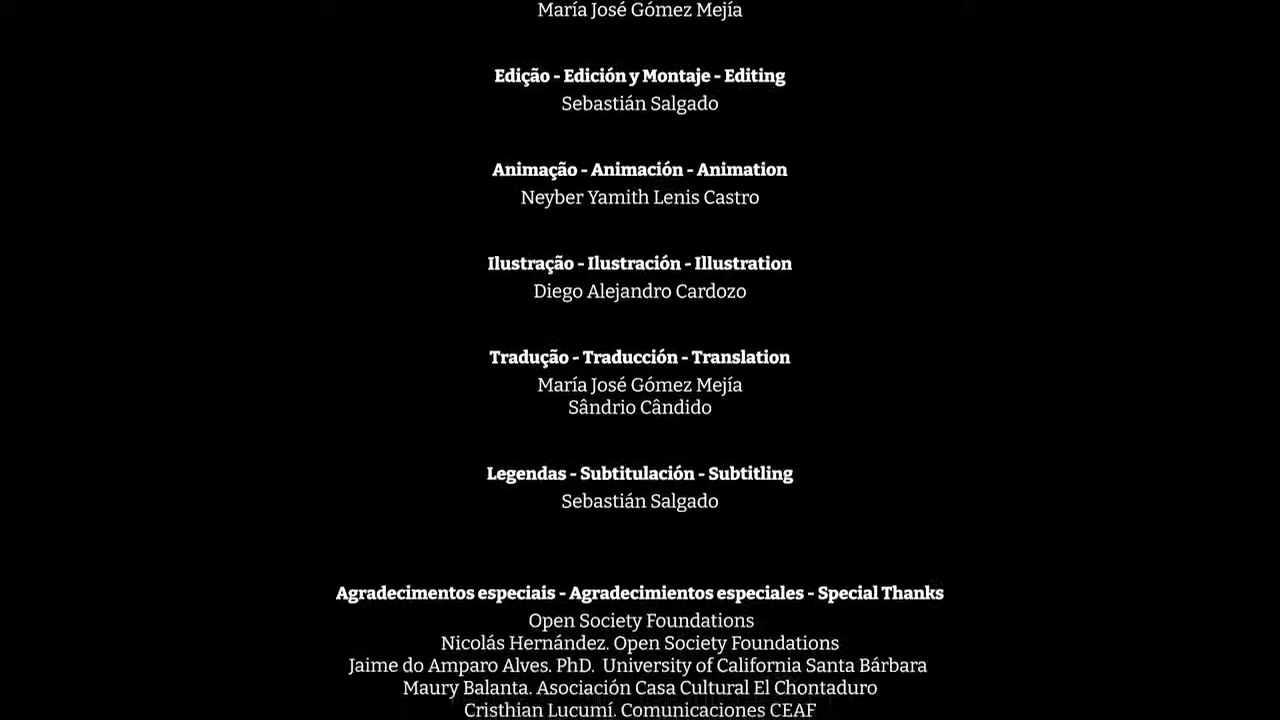 María José Gómez Mejía
Edição - Edición y Montaje - Editing
Sebastián Salgado
Animação - Animación - Animation
Neyber Yamith Lenis Castro
Ilustração - Ilustración - Illustration
Diego Alejandro Cardozo
Tradução - Traducción - Translation
María José Gómez Mejía
Sândrio Cândido
Legendas - Subtitulación - Subtitling
Sebastián Salgado
Agradecimentos especiais - Agradecimientos especiales - Special Thanks
Open Society Foundations
Nicolás Hernández. Open Society Foundations
Jaime do Amparo Alves. PhD. University of California Santa Bárbara
Maury Balanta. Asociación Casa Cultural El Chontaduro
Cristhian Lucumí. Comunicaciones CEAF